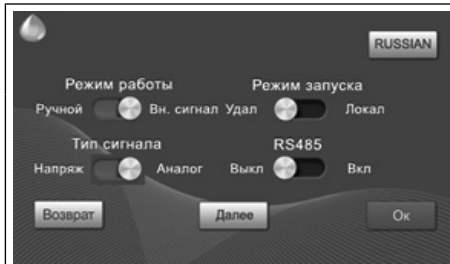 RUSSIAN
Режим работы Режим запуска
Ручной Вн. сигнал Удал Локал
Тип сигнала RS485
Напряж Аналог Выкл Вкл
Возврат Далее Ок